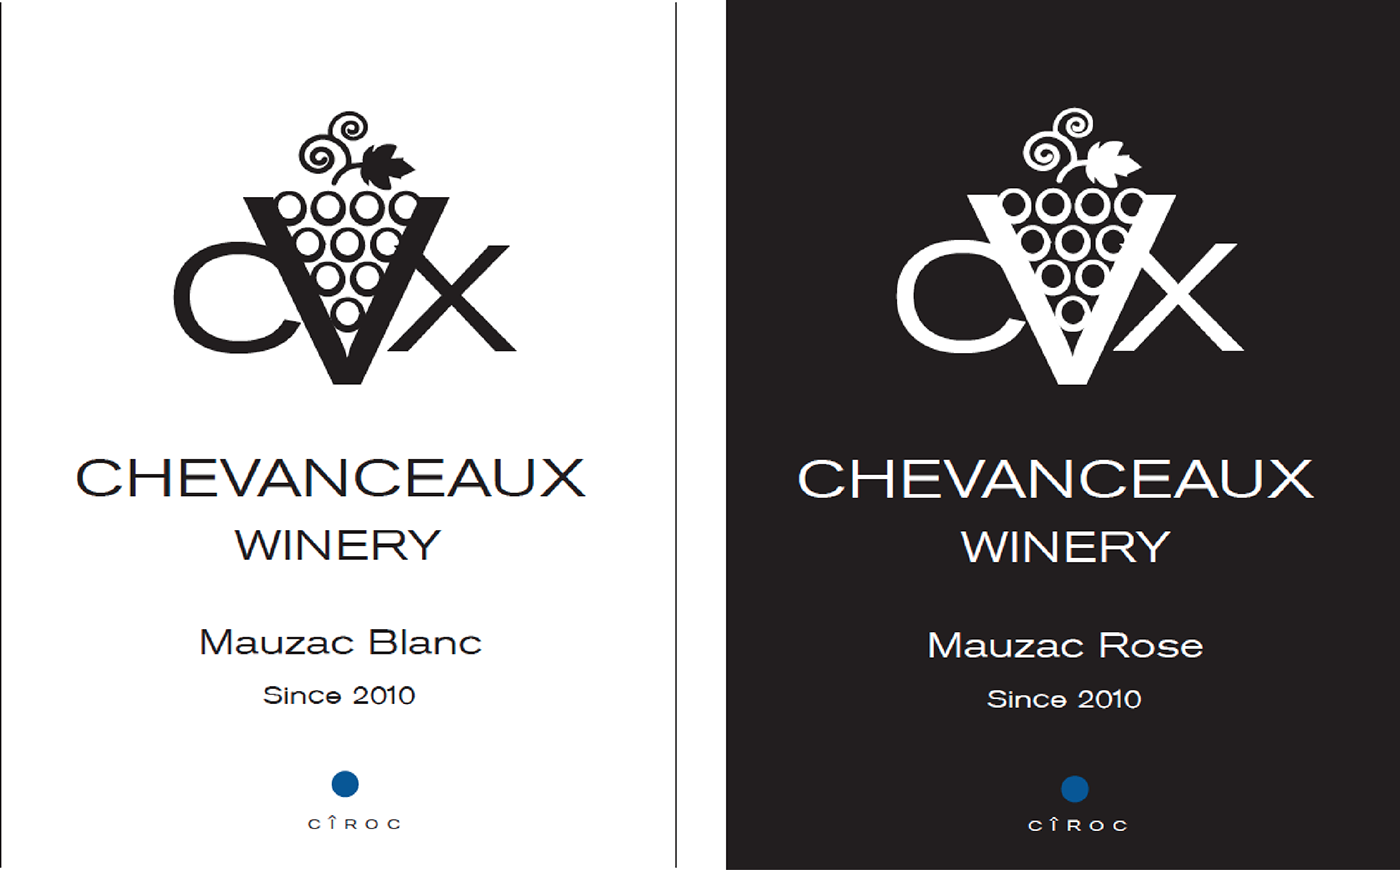 CVX
CHEVANCEAUX
WINERY
Mauzac Blanc
Since 2010
CÎROC
CVX
CHEVANCEAUX
WINERY
Mauzac Rose
Since 2010
CÎROC